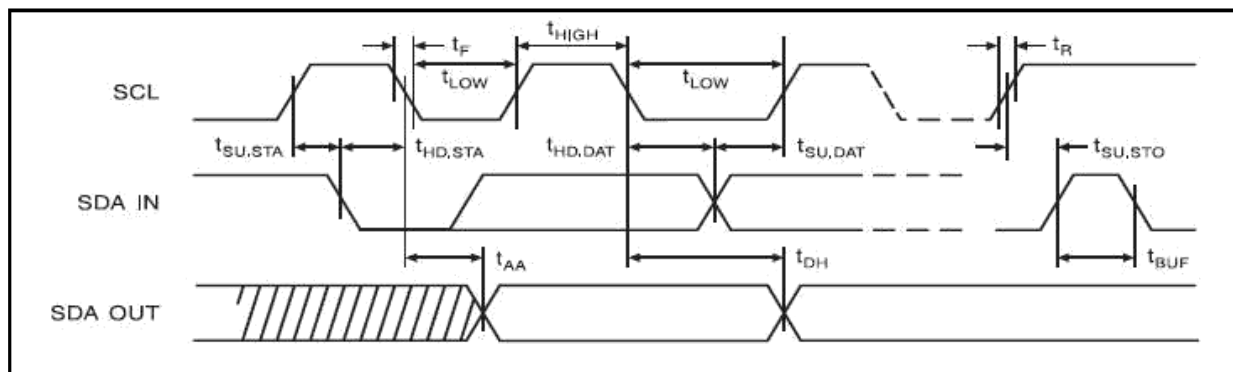 tF
tHIGH
tR
SCL
tLOW
tLOW
tSU.STA
tHD,STA
tHD,DAT
tSU,DAT
tSU,STO
SDA IN
tAA
tDH
tBUF
SDA OUT